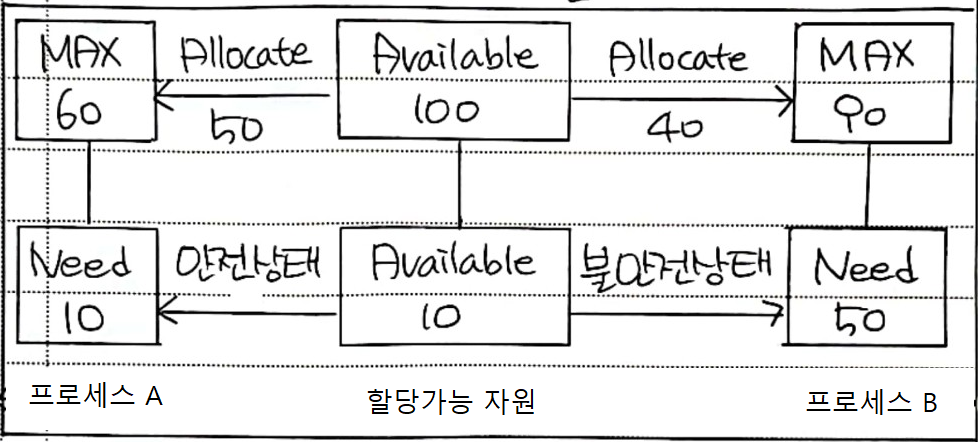 MAX Allocate Available Allocate MAX
60 50 100 40 90
Need 안전상태 Available 불안전상태 Need
10 10 50
프로세스 A 할당가능 자원 프로세스 B